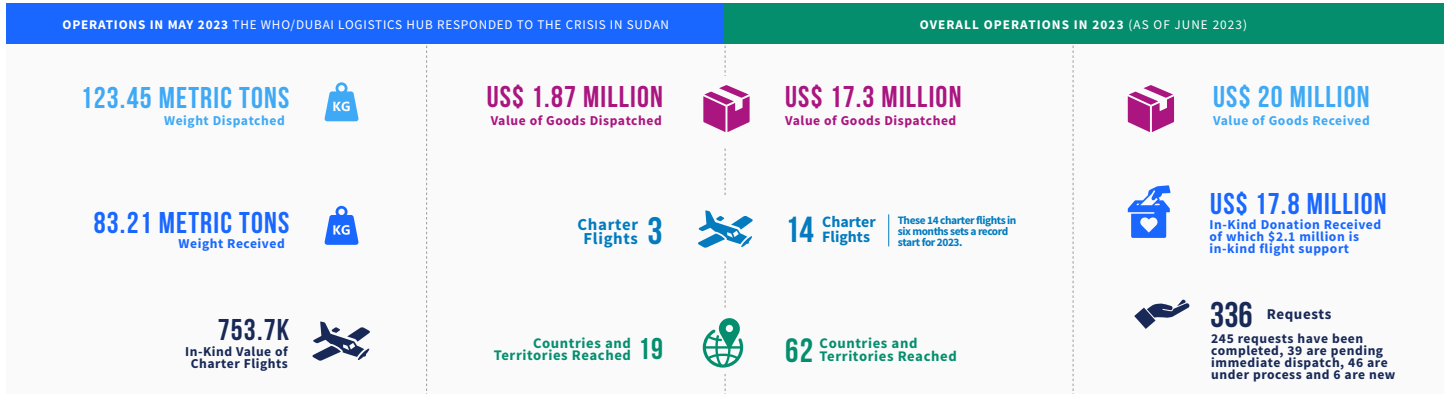 OPERATIONS IN MAY 2023 THE WHO/DUBAI LOGISTICS HUB RESPONDED TO THE CRISIS IN SUDAN
123.45 METRIC TONS
Weight Dispatched
KG
83.21 METRIC TONS
Weight Received
KG
753.7K
In-Kind Value of
Charter Flights
US$ 1.87 MILLION
Value of Goods Dispatched
Charter
Flights
3
Countries and
Territories Reached
19
OVERALL OPERATIONS IN 2023 (AS OF JUNE 2023)
US$ 17.3 MILLION
Value of Goods Dispatched
14
Charter
Flights
These 14 charter flights in
six months sets a record
start for 2023.
62
Countries and
Territories Reached
US$ 20 MILLION
Value of Goods Received
US$ 17.8 MILLION
In-Kind Donation Received
of which $2.1 million is
in-kind flight support
336 Requests
245 requests have been
completed, 39 are pending
immediate dispatch, 46 are
under process and 6 are new